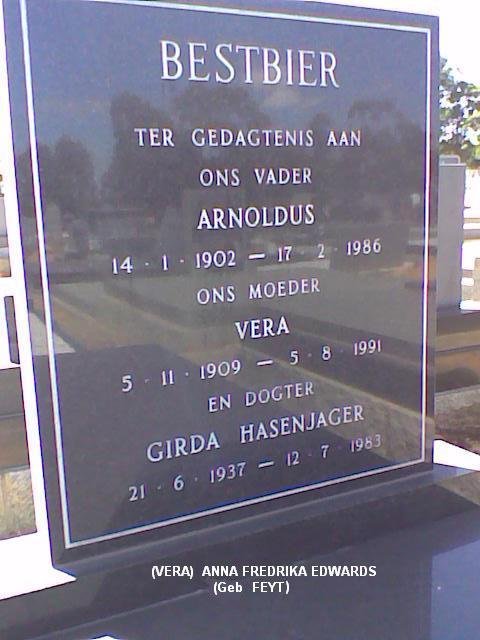 BESTBIER
TER GEDAGTENIS AAN
ONS VADER
ARNOLDUS
14 · 1 · 1902 — 17 · 2 · 1986
ONS MOEDER
VERA
5 · 11 · 1909 — 5 · 8 · 1991
EN DOGTER
GIRDA HASENJAGER
21 · 6 · 1937 — 12 · 7 · 1983
(VERA) ANNA FREDRIKA EDWARDS
(Geb FEYT)